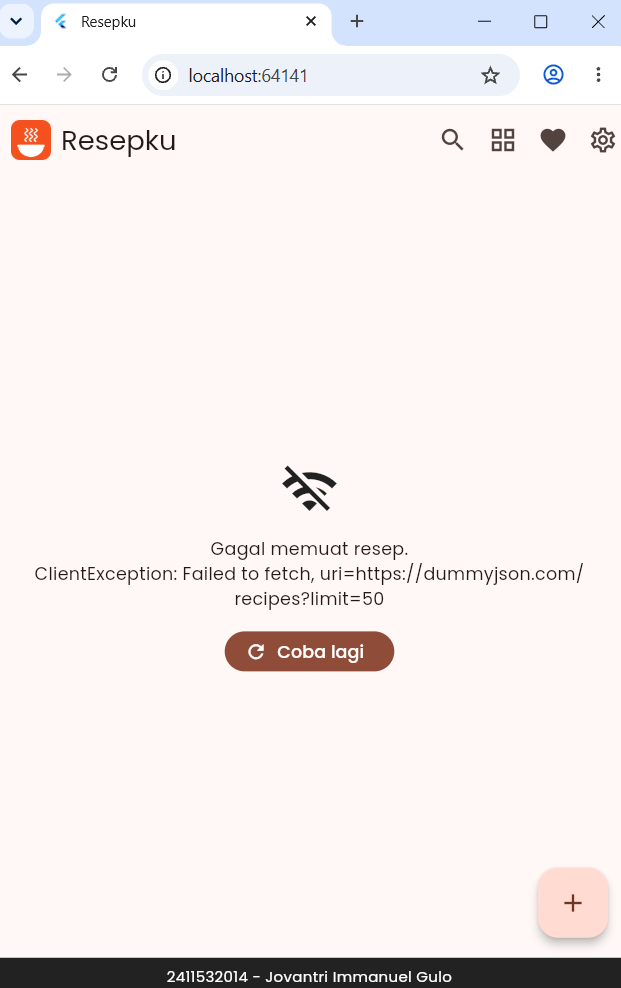 Resepku
localhost:64141
Resepku
Gagal memuat resep.
ClientException: Failed to fetch, uri=https://dummyjson.com/
recipes?limit=50
Coba lagi
2411532014 - Jovantri Immanuel Gulo